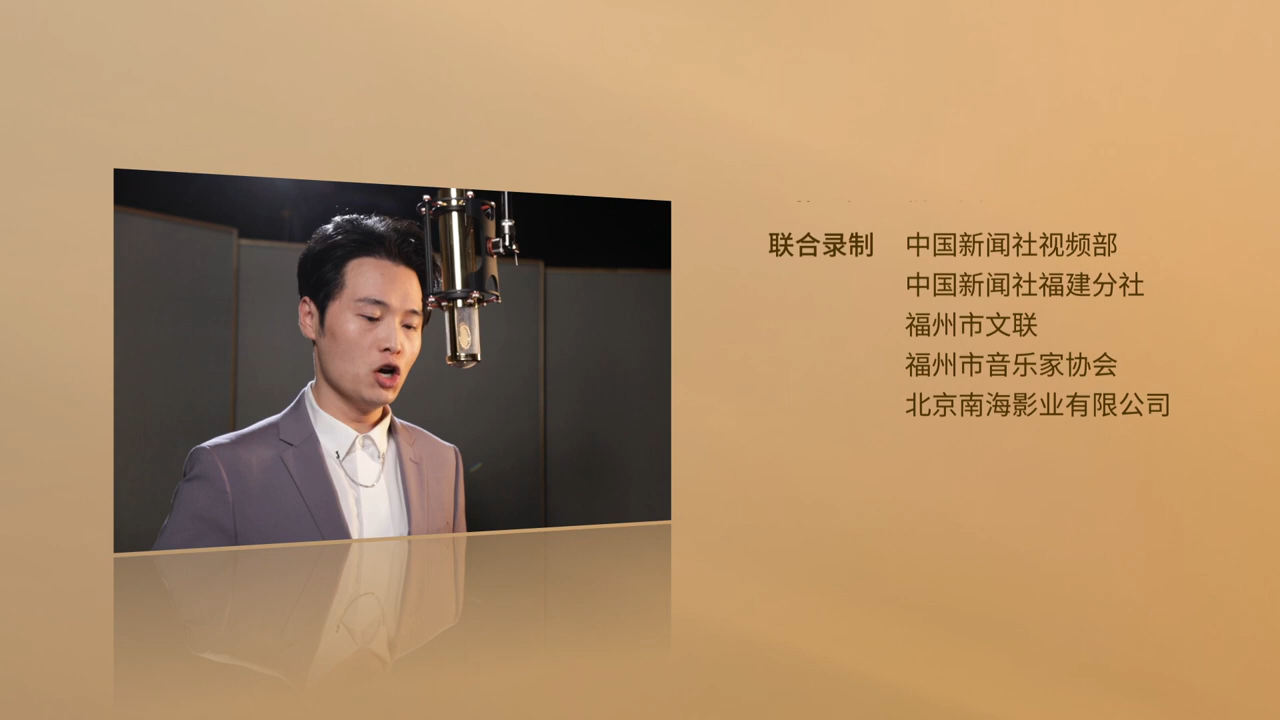 联合录制 中国新闻社视频部
中国新闻社福建分社
福州市文联
福州市音乐家协会
北京南海影业有限公司